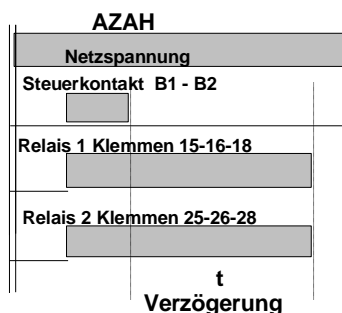 AZAH
Netzspannung
Steuerkontakt B1 - B2
Relais 1 Klemmen 15-16-18
Relais 2 Klemmen 25-26-28
t
Verzögerung